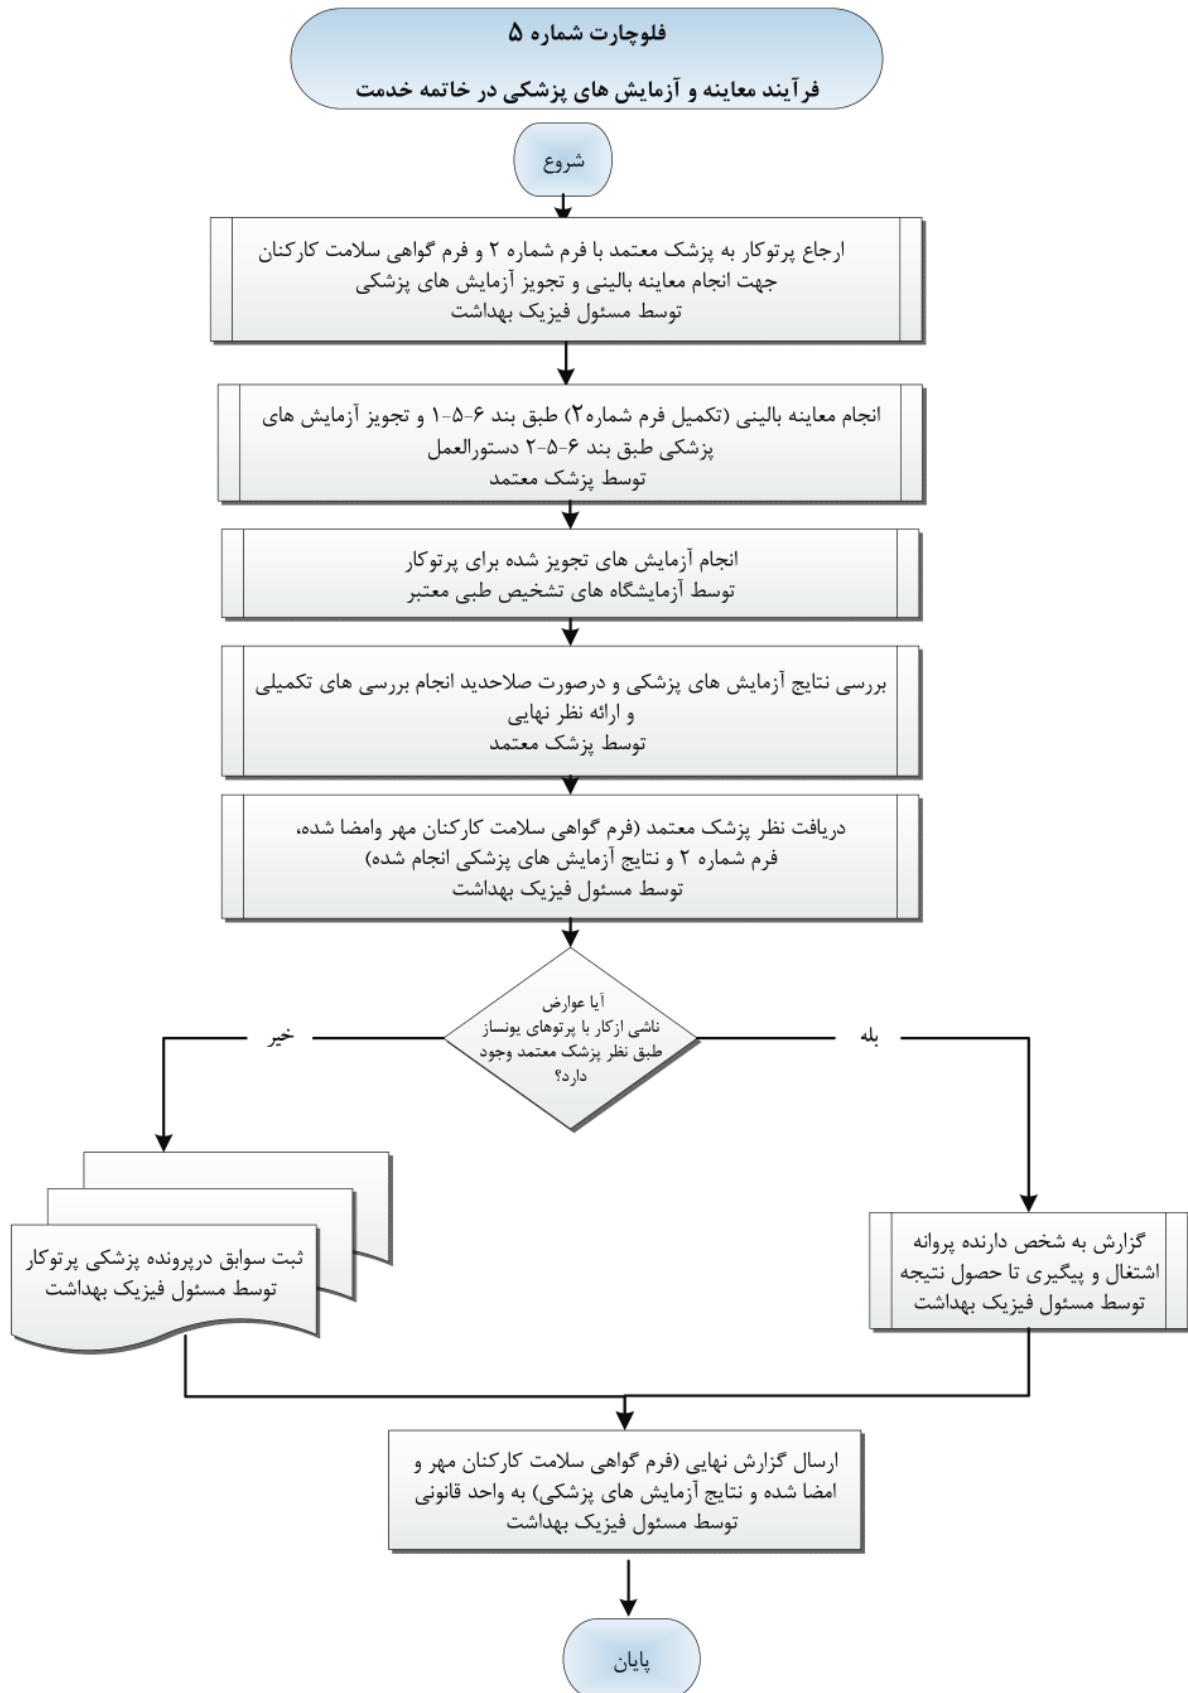 فلوچارت شماره ۵
فرآیند معاینه و آزمایش های پزشکی در خاتمه خدمت
شروع
ارجاع پرتوکار به پزشک معتمد با فرم شماره ۲ و فرم گواهی سلامت کارکنان
جهت انجام معاینه بالینی و تجویز آزمایش های پزشکی
توسط مسئول فیزیک بهداشت
انجام معاینه بالینی (تکمیل فرم شماره۲) طبق بند ۶-۵-۱ و تجویز آزمایش های
پزشکی طبق بند ۶-۵-۲ دستورالعمل
توسط پزشک معتمد
انجام آزمایش های تجویز شده برای پرتوکار
توسط آزمایشگاه های تشخیص طبی معتبر
بررسی نتایج آزمایش های پزشکی و درصورت صلاحدید انجام بررسی های تکمیلی
و ارائه نظر نهایی
توسط پزشک معتمد
دریافت نظر پزشک معتمد (فرم گواهی سلامت کارکنان مهر وامضا شده،
فرم شماره ۲ و نتایج آزمایش های پزشکی انجام شده)
توسط مسئول فیزیک بهداشت
آیا عوارض
ناشی ازکار با پرتوهای یونساز
طبق نظر پزشک معتمد وجود
دارد؟
بله
خیر
گزارش به شخص دارنده پروانه
اشتغال و پیگیری تا حصول نتیجه
توسط مسئول فیزیک بهداشت
ثبت سوابق درپرونده پزشکی پرتوکار
توسط مسئول فیزیک بهداشت
ارسال گزارش نهایی (فرم گواهی سلامت کارکنان مهر و
امضا شده و نتایج آزمایش های پزشکی) به واحد قانونی
توسط مسئول فیزیک بهداشت
پایان